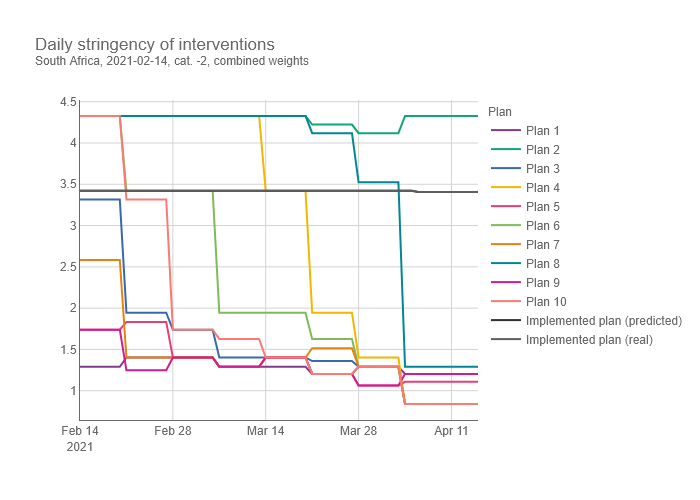 Daily stringency of interventions
South Africa, 2021-02-14, cat. -2, combined weights
Plan
4.5
4
3.5
3
2.5
2
1.5
1
Feb 14
2021
Feb 28
Mar 14
Mar 28
Apr 11
Plan 1
Plan 2
Plan 3
Plan 4
Plan 5
Plan 6
Plan 7
Plan 8
Plan 9
Plan 10
Implemented plan (predicted)
Implemented plan (real)